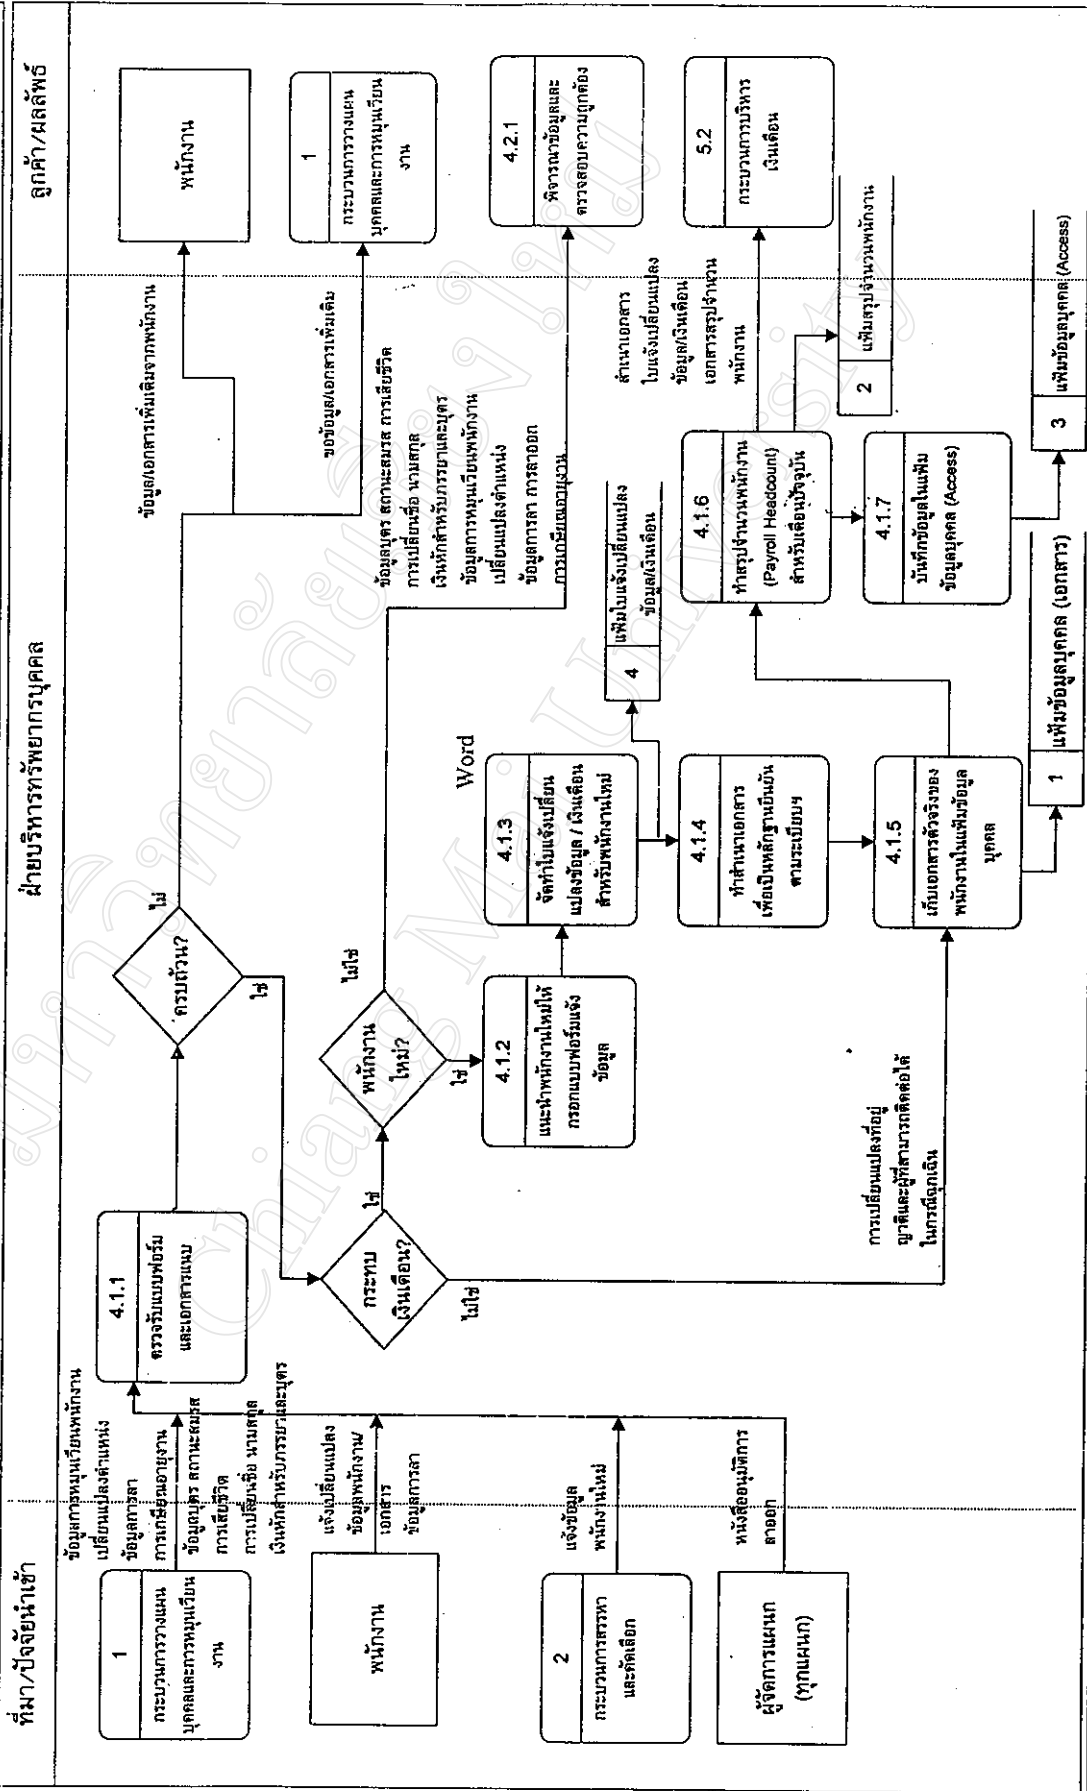 ที่มา/ปัจจัยนำเข้า
ฝ่ายบริหารทรัพยากรบุคคล
ลูกค้า/ผลลัพธ์
1
กระบวนการวางแผน
บุคคลและการหมุนเวียน
งาน
ข้อมูลการหมุนเวียนพนักงาน
เปลี่ยนแปลงตำแหน่ง
ข้อมูลการลา
การเกษียณอายุงาน
ข้อมูลบุตร สถานะสมรส
การเสียชีวิต
การเปลี่ยนชื่อ นามสกุล
เงินหักสำหรับภรรยาและบุตร
พนักงาน
แจ้งเปลี่ยนแปลง
ข้อมูลพนักงาน/
เอกสาร
ข้อมูลการลา
2
กระบวนการสรรหา
และคัดเลือก
แจ้งข้อมูล
พนักงานใหม่
ผู้จัดการแผนก
(ทุกแผนก)
หนังสืออนุมัติการ
ลาออก
4.1.1
ตรวจรับแบบฟอร์ม
และเอกสารแนบ
ครบถ้วน?
ไม่
ใช่
กระทบ
เงินเดือน?
ใช่
ไม่ใช่
พนักงาน
ใหม่?
ไม่ใช่
ใช่
4.1.2
แนะนำพนักงานใหม่ให้
กรอกแบบฟอร์มแจ้ง
ข้อมูล
Word
4.1.3
จัดทำใบแจ้งเปลี่ยน
แปลงข้อมูล / เงินเดือน
สำหรับพนักงานใหม่
4.1.4
ทำสำเนาเอกสาร
เพื่อเป็นหลักฐานยืนยัน
ตามระเบียบฯ
4.1.5
เก็บเอกสารตัวจริงของ
พนักงานในแฟ้มข้อมูล
บุคคล
การเปลี่ยนแปลงที่อยู่
ญาติและผู้ที่สามารถติดต่อได้
ในกรณีฉุกเฉิน
1
แฟ้มข้อมูลบุคคล (เอกสาร)
4
แฟ้มใบแจ้งเปลี่ยนแปลง
ข้อมูล/เงินเดือน
4.1.6
ทำสรุปจำนวนพนักงาน
(Payroll Headcount)
สำหรับเดือนปัจจุบัน
4.1.7
บันทึกข้อมูลในแฟ้ม
ข้อมูลบุคคล (Access)
2
แฟ้มสรุปจำนวนพนักงาน
3
แฟ้มข้อมูลบุคคล (Access)
ข้อมูล/เอกสารเพิ่มเติมจากพนักงาน
ขอข้อมูล/เอกสารเพิ่มเติม
ข้อมูลบุตร สถานะสมรส การเสียชีวิต
การเปลี่ยนชื่อ นามสกุล
เงินหักสำหรับภรรยาและบุตร
ข้อมูลการหมุนเวียนพนักงาน
เปลี่ยนแปลงตำแหน่ง
ข้อมูลการลา การลาออก
การเกษียณอายุงาน
สำเนาเอกสาร
ใบแจ้งเปลี่ยนแปลง
ข้อมูล/เงินเดือน
เอกสารสรุปจำนวน
พนักงาน
พนักงาน
1
กระบวนการวางแผน
บุคคลและการหมุนเวียน
งาน
4.2.1
พิจารณาข้อมูลและ
ตรวจสอบความถูกต้อง
5.2
กระบวนการบริหาร
เงินเดือน
มหาวิทยาลัยเชียงใหม่
Chiang Mai University